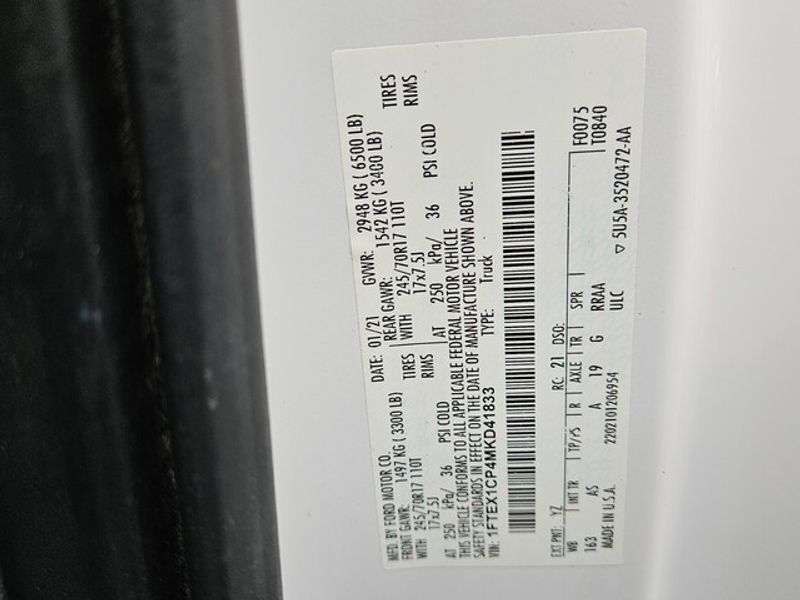 MFD. BY FORD MOTOR CO. DATE: 01/21 GVWR: 2948 KG ( 6500 LB)
FRONT GAWR: 1497 KG ( 3300 LB) REAR GAWR: 1542 KG ( 3400 LB)
WITH 245/70R17 110T TIRES WITH 245/70R17 110T TIRES
17x7.5J RIMS 17x7.5J RIMS
AT 250 kPa/ 36 PSI COLD AT 250 kPa/ 36 PSI COLD
THIS VEHICLE CONFORMS TO ALL APPLICABLE FEDERAL MOTOR VEHICLE
SAFETY STANDARDS IN EFFECT ON THE DATE OF MANUFACTURE SHOWN ABOVE.
VIN: 1FTEX1CP4MKD41833 TYPE: Truck
EXT PNT: YZ RC: 21 DSO: F0075
WB INT TR TP/PS R AXLE TR SPR T0840
163 AS A 19 G RRAA
MADE IN U.S.A. 2202101206954 ULC ▽ 5U5A-3520472-AA